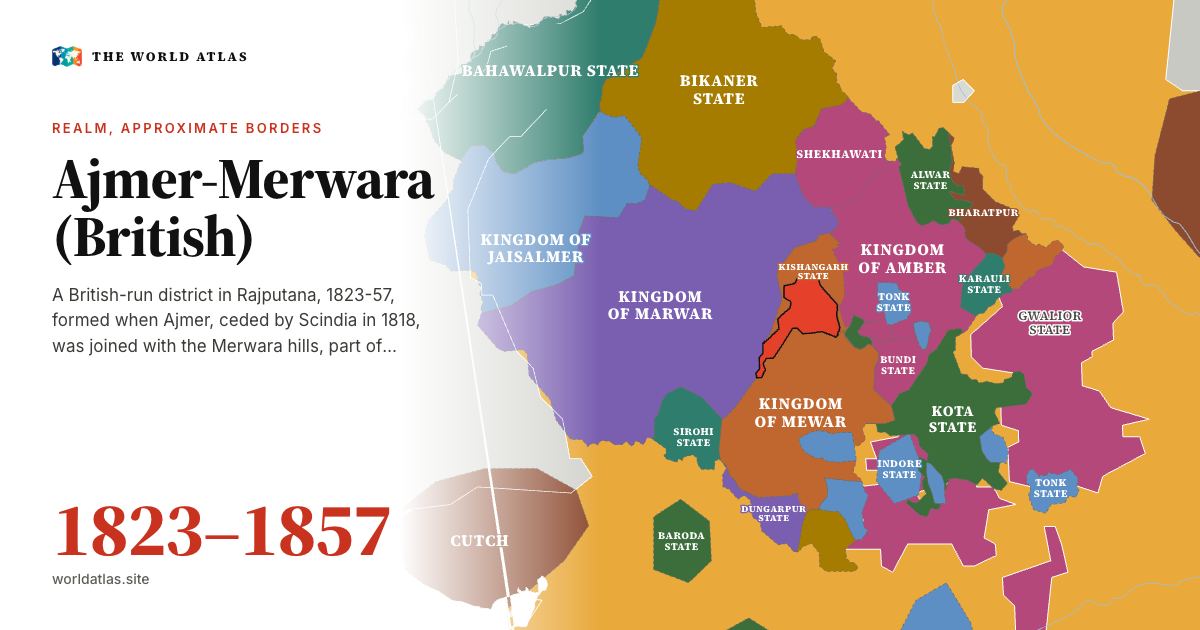 THE WORLD ATLAS
REALM, APPROXIMATE BORDERS
Ajmer-Merwara
(British)
A British-run district in Rajputana, 1823-57,
formed when Ajmer, ceded by Scindia in 1818,
was joined with the Merwara hills, part of...
1823–1857
worldatlas.site
BAHAWALPUR STATE
BIKANER
STATE
SHEKHAWATI
ALWAR
STATE
BHARATPUR
KINGDOM OF
JAISALMER
KINGDOM
OF MARWAR
KISHANGARH
STATE
KINGDOM
OF AMBER
TONK
STATE
KARAULI
STATE
GWALIOR
STATE
BUNDI
STATE
KINGDOM
OF MEWAR
KOTA
STATE
SIROHI
STATE
INDORE
STATE
TONK
STATE
DUNGARPUR
STATE
CUTCH
BARODA
STATE